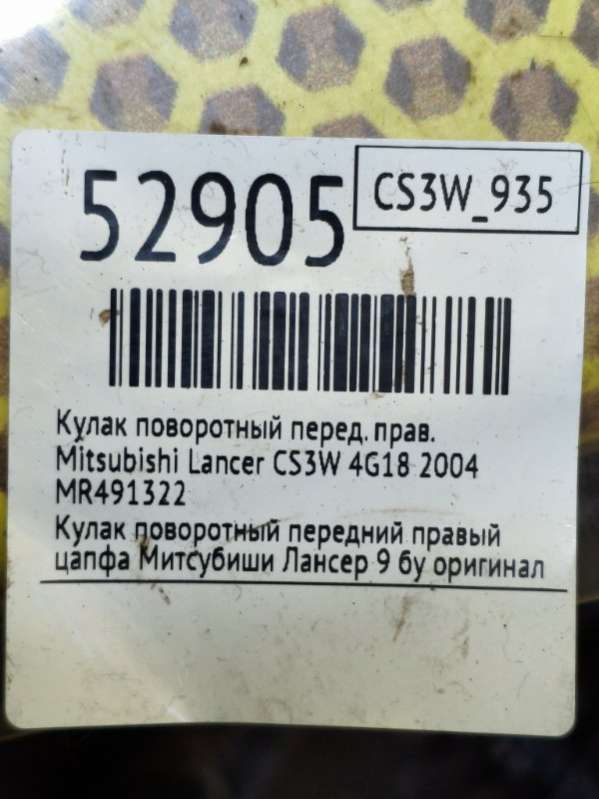 52905
CS3W_935
Кулак поворотный перед. прав.
Mitsubishi Lancer CS3W 4G18 2004
MR491322
Кулак поворотный передний правый
цапфа Митсубиши Лансер 9 бу оригинал